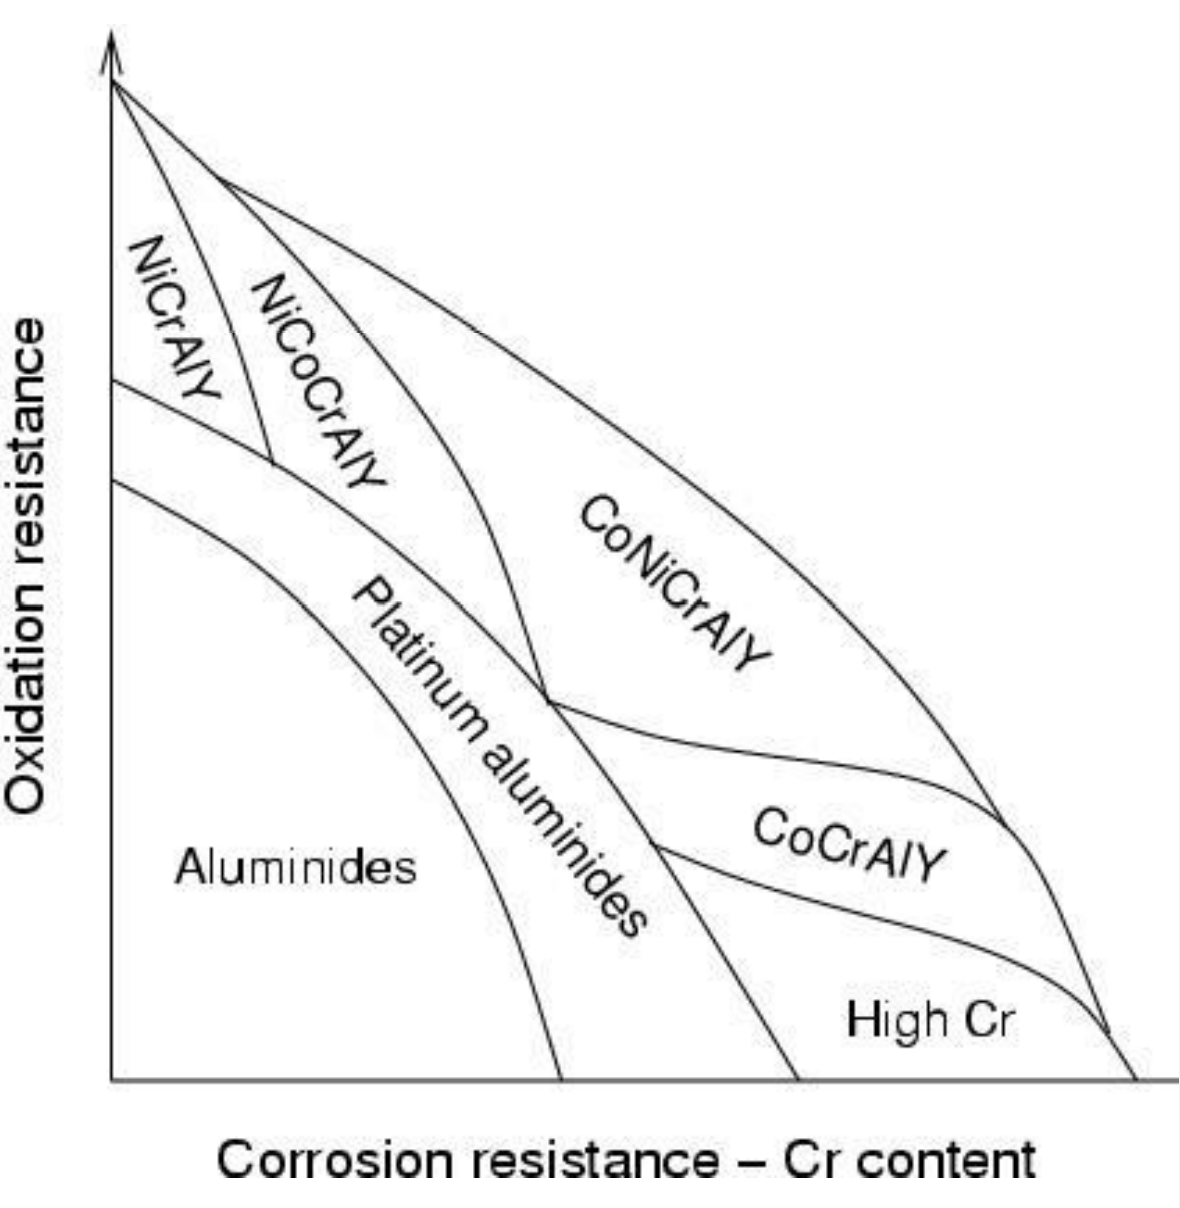 NiCrAlY
NiCoCrAlY
CoNiCrAlY
Platinum aluminides
CoCrAlY
Aluminides
High Cr
Oxidation resistance
Corrosion resistance – Cr content